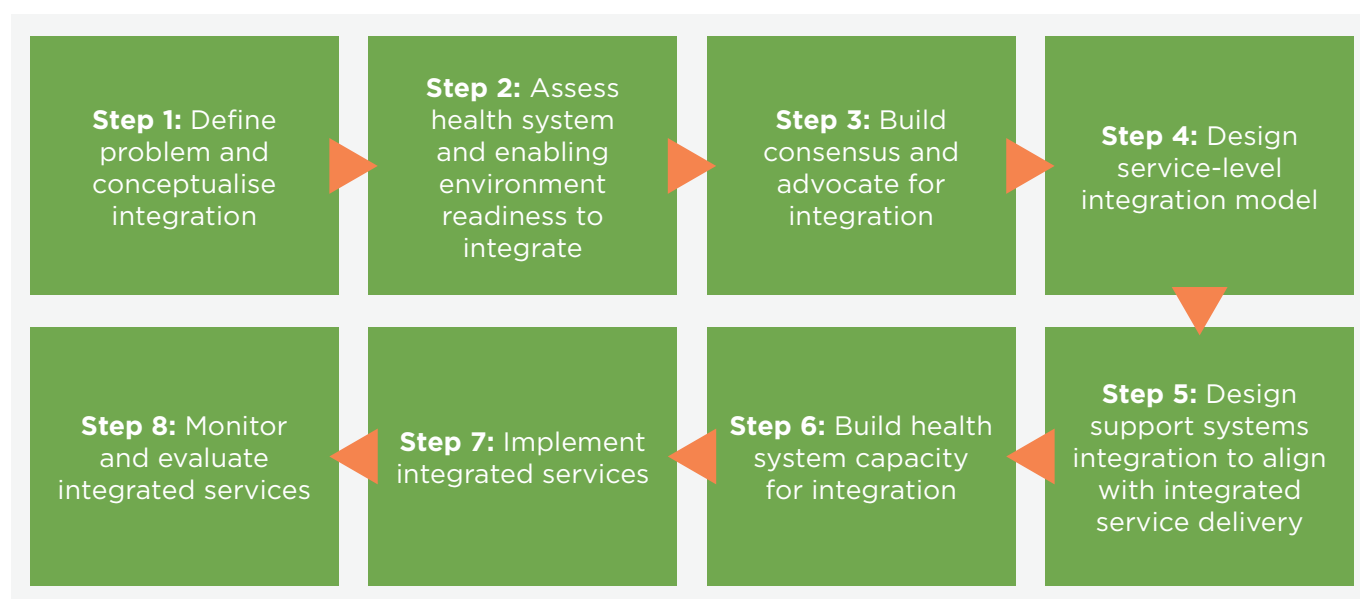 Step 1: Define
problem and
conceptualise
integration
Step 2: Assess
health system
and enabling
environment
readiness to
integrate
Step 3: Build
consensus and
advocate for
integration
Step 4: Design
service-level
integration model
Step 5: Design
support systems
integration to align
with integrated
service delivery
Step 6: Build health
system capacity
for integration
Step 7: Implement
integrated services
Step 8: Monitor
and evaluate
integrated services